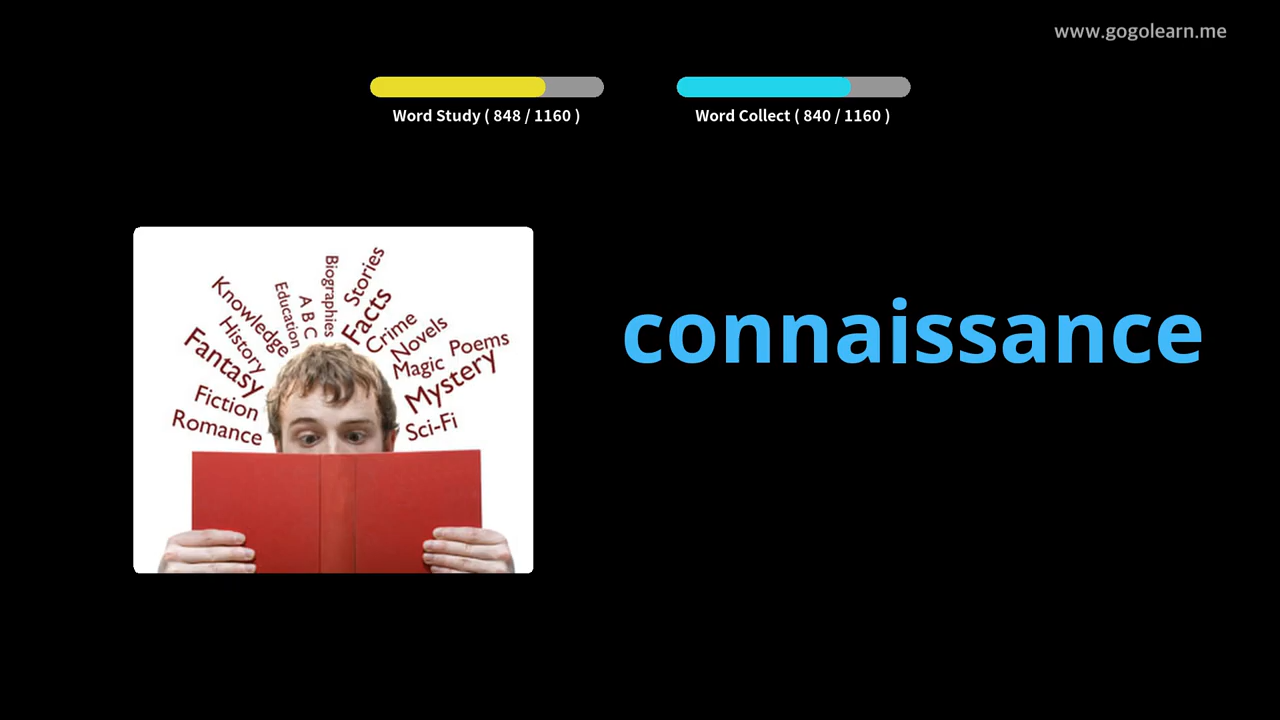 www.gogolearn.me
Word Study ( 848 / 1160 )
Word Collect ( 840 / 1160 )
connaissance
Biographies
Stories
Education
A B C
Facts
Knowledge
Crime
History
Novels
Fantasy
Magic
Poems
Mystery
Fiction
Romance
Sci-Fi